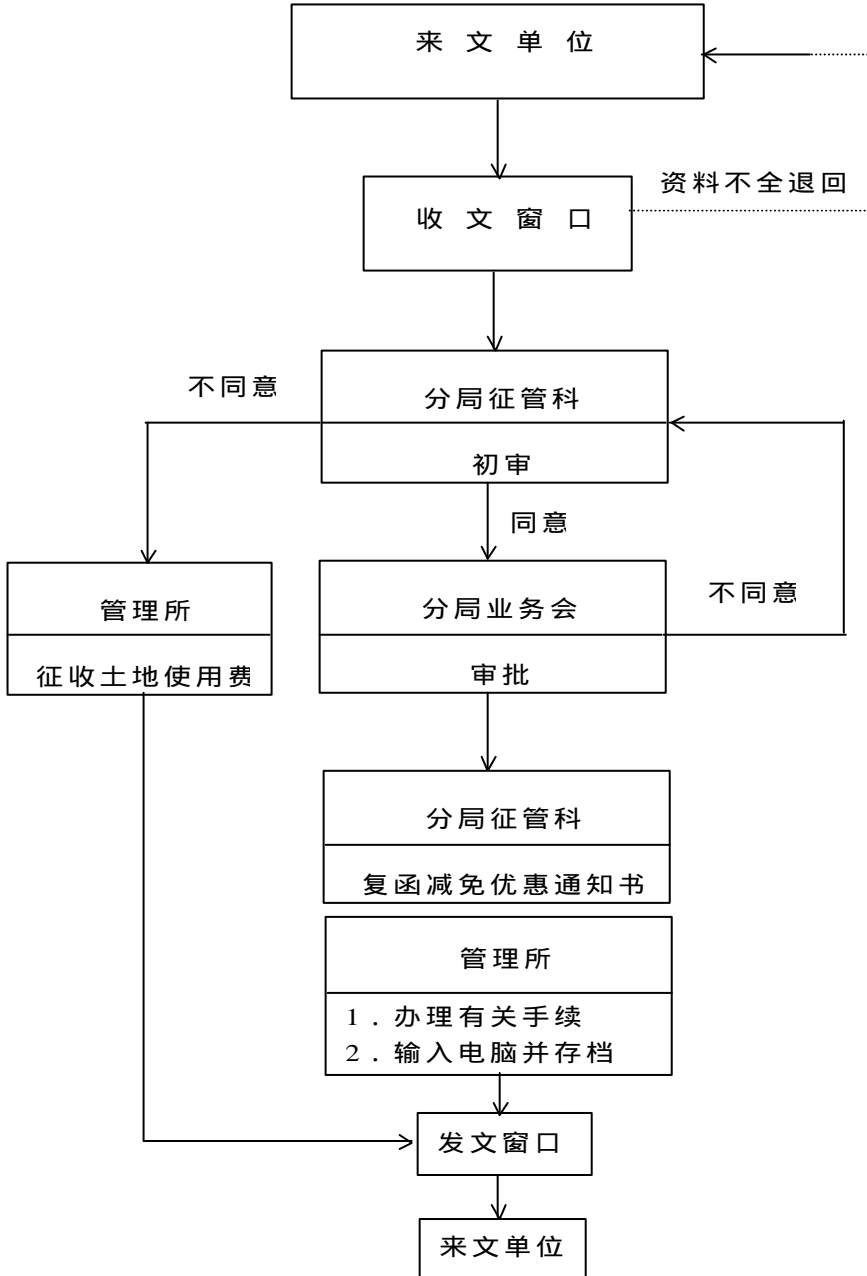 来文单位
资料不全退回
收文窗口
不同意
分局征管科
初审
同意
管理所
征收土地使用费
分局业务会
审批
不同意
分局征管科
复函减免优惠通知书
管理所
1．办理有关手续
2．输入电脑并存档
发文窗口
来文单位